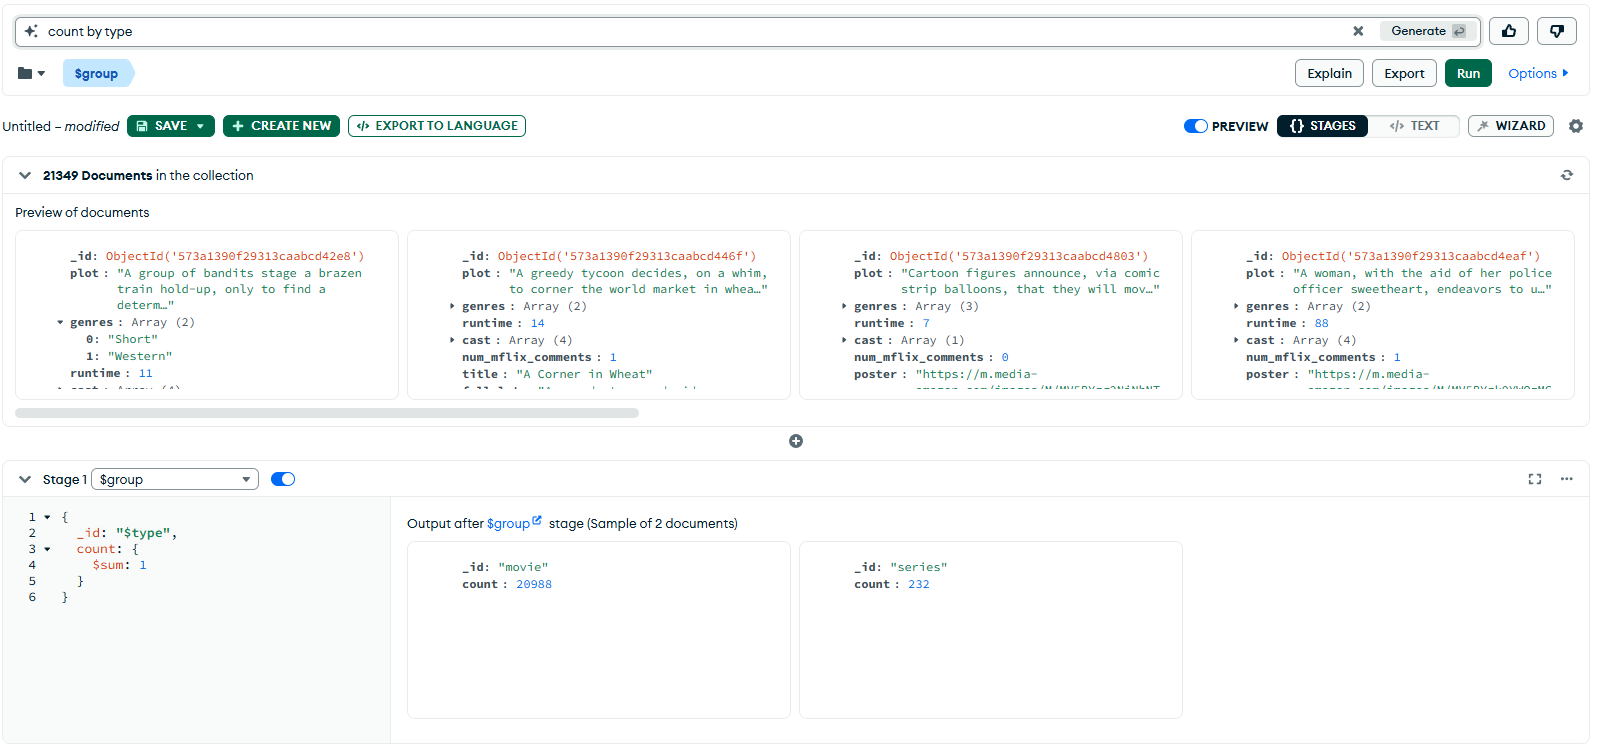 count by type
Generate
$group
Explain
Export
Run
Options
Untitled – modified
SAVE
CREATE NEW
EXPORT TO LANGUAGE
PREVIEW
{} STAGES
</> TEXT
WIZARD
21349 Documents in the collection
Preview of documents
_id: ObjectId('573a1390f29313caabcd42e8')
plot : "A group of bandits stage a brazen
train hold-up, only to find a
determ…"
genres : Array (2)
0: "Short"
1: "Western"
runtime : 11
_id: ObjectId('573a1390f29313caabcd446f')
plot : "A greedy tycoon decides, on a whim,
to corner the world market in whea…"
genres : Array (2)
runtime : 14
cast : Array (4)
num_mflix_comments : 1
title : "A Corner in Wheat"
_id: ObjectId('573a1390f29313caabcd4803')
plot : "Cartoon figures announce, via comic
strip balloons, that they will mov…"
genres : Array (3)
runtime : 7
cast : Array (1)
num_mflix_comments : 0
poster : "https://m.media-
_id: ObjectId('573a1390f29313caabcd4eaf')
plot : "A woman, with the aid of her police
officer sweetheart, endeavors to u…"
genres : Array (2)
runtime : 88
cast : Array (4)
num_mflix_comments : 1
poster : "https://m.media-
Stage 1 $group
1 {
2 _id: "$type",
3 count: {
4 $sum: 1
5 }
6 }
Output after $group stage (Sample of 2 documents)
_id: "movie"
count : 20988
_id: "series"
count : 232